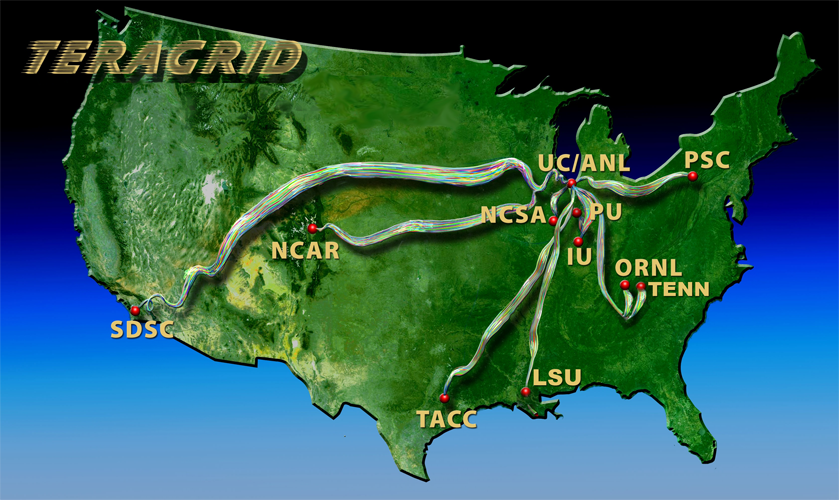 TERAGRID
UC/ANL
PSC
NCSA
PU
NCAR
IU
ORNL
TENN
SDSC
LSU
TACC